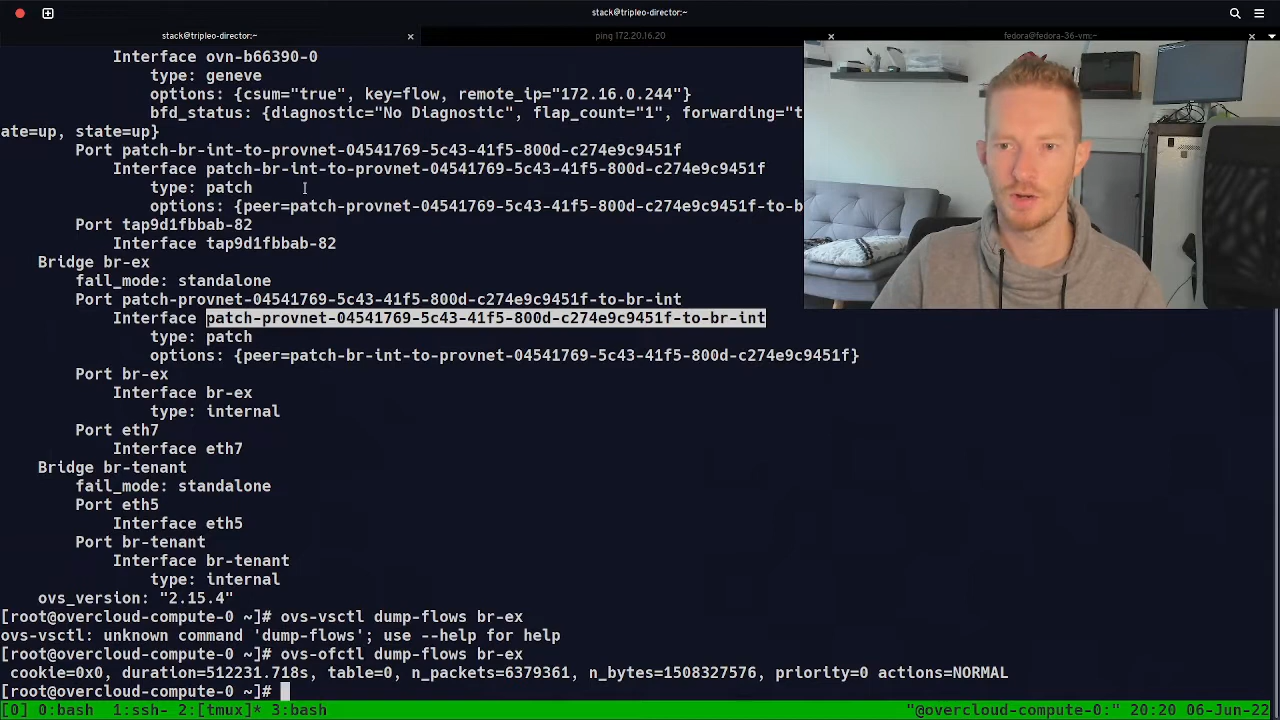 stack@tripleo-director:~
stack@tripleo-director:~ × ping 172.20.16.20 × fedora@fedora-36-vm:~ ×
Interface ovn-b66390-0
type: geneve
options: {csum="true", key=flow, remote_ip="172.16.0.244"}
bfd_status: {diagnostic="No Diagnostic", flap_count="1", forwarding="t
ate=up, state=up}
Port patch-br-int-to-provnet-04541769-5c43-41f5-800d-c274e9c9451f
Interface patch-br-int-to-provnet-04541769-5c43-41f5-800d-c274e9c9451f
type: patch
options: {peer=patch-provnet-04541769-5c43-41f5-800d-c274e9c9451f-to-b
Port tap9d1fbbab-82
Interface tap9d1fbbab-82
Bridge br-ex
fail_mode: standalone
Port patch-provnet-04541769-5c43-41f5-800d-c274e9c9451f-to-br-int
Interface patch-provnet-04541769-5c43-41f5-800d-c274e9c9451f-to-br-int
type: patch
options: {peer=patch-br-int-to-provnet-04541769-5c43-41f5-800d-c274e9c9451f}
Port br-ex
Interface br-ex
type: internal
Port eth7
Interface eth7
Bridge br-tenant
fail_mode: standalone
Port eth5
Interface eth5
Port br-tenant
Interface br-tenant
type: internal
ovs_version: "2.15.4"
[root@overcloud-compute-0 ~]# ovs-vsctl dump-flows br-ex
ovs-vsctl: unknown command 'dump-flows'; use --help for help
[root@overcloud-compute-0 ~]# ovs-ofctl dump-flows br-ex
cookie=0x0, duration=512231.718s, table=0, n_packets=6379361, n_bytes=1508327576, priority=0 actions=NORMAL
[root@overcloud-compute-0 ~]#
[0] 0:bash 1:ssh- 2:[tmux]* 3:bash "@overcloud-compute-0:" 20:20 06-Jun-22